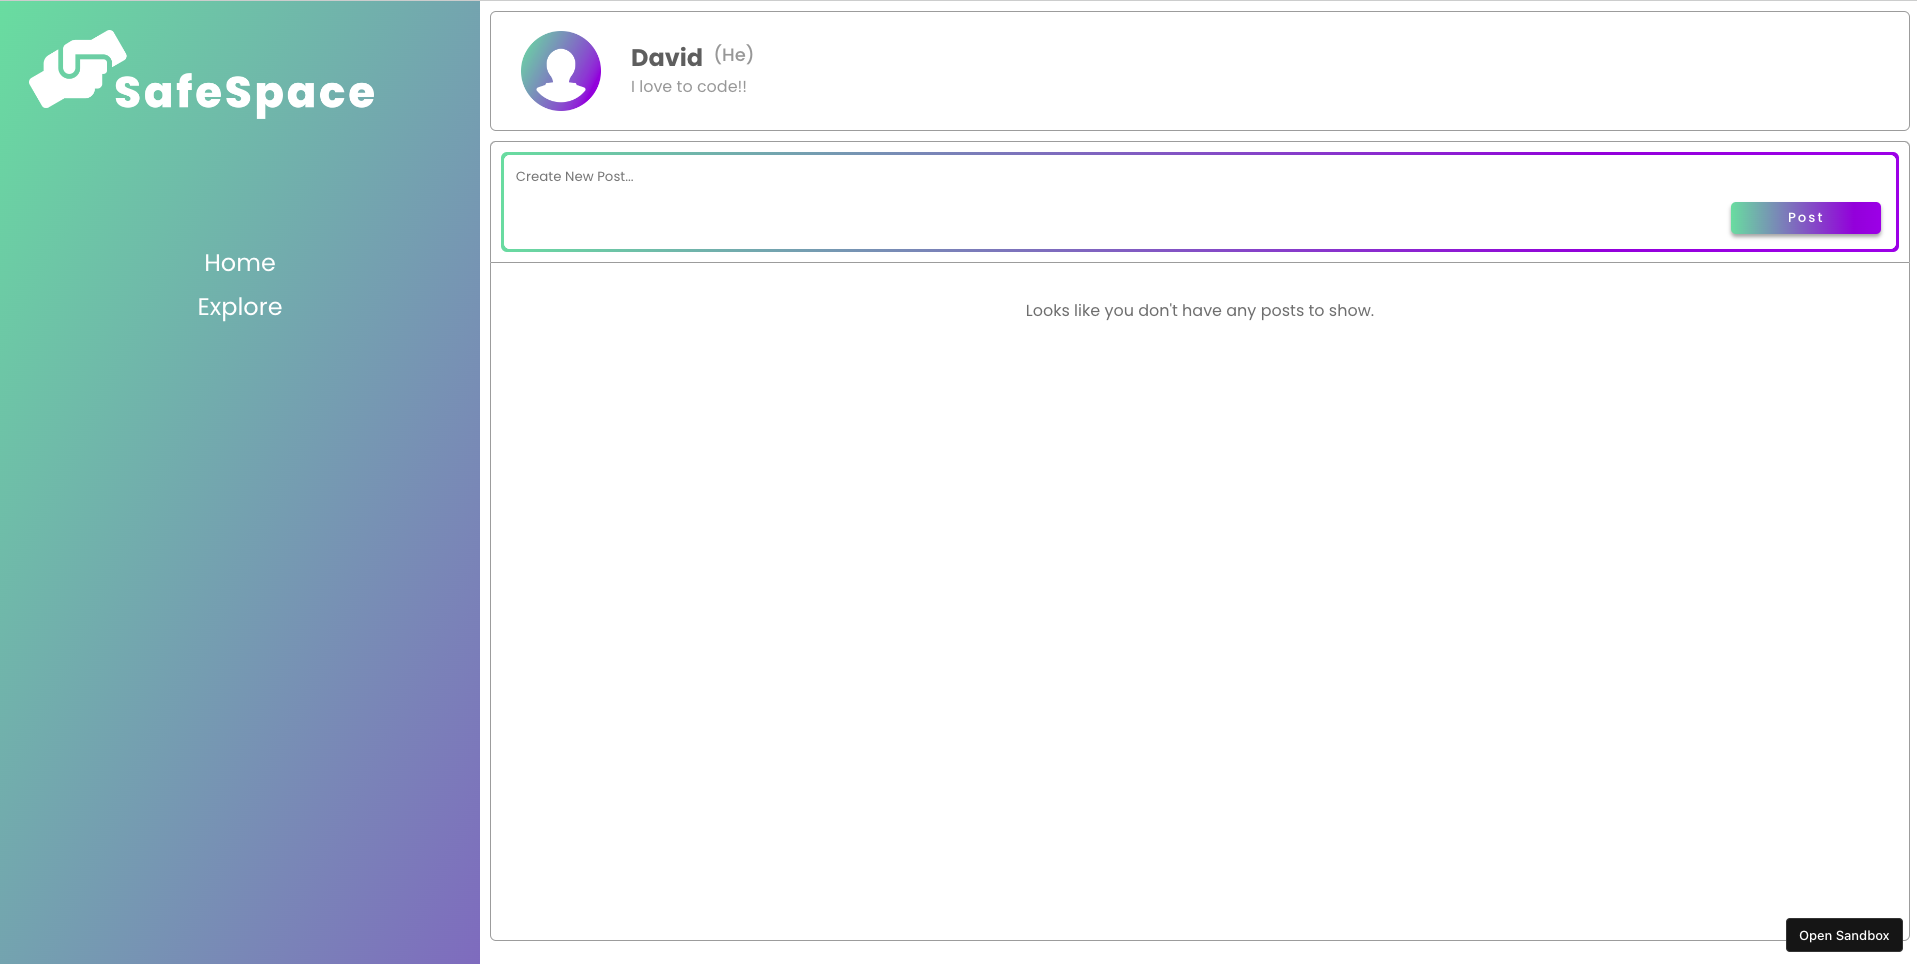 SafeSpace
Home
Explore
David (He)
I love to code!!
Create New Post...
Post
Looks like you don't have any posts to show.
Open Sandbox